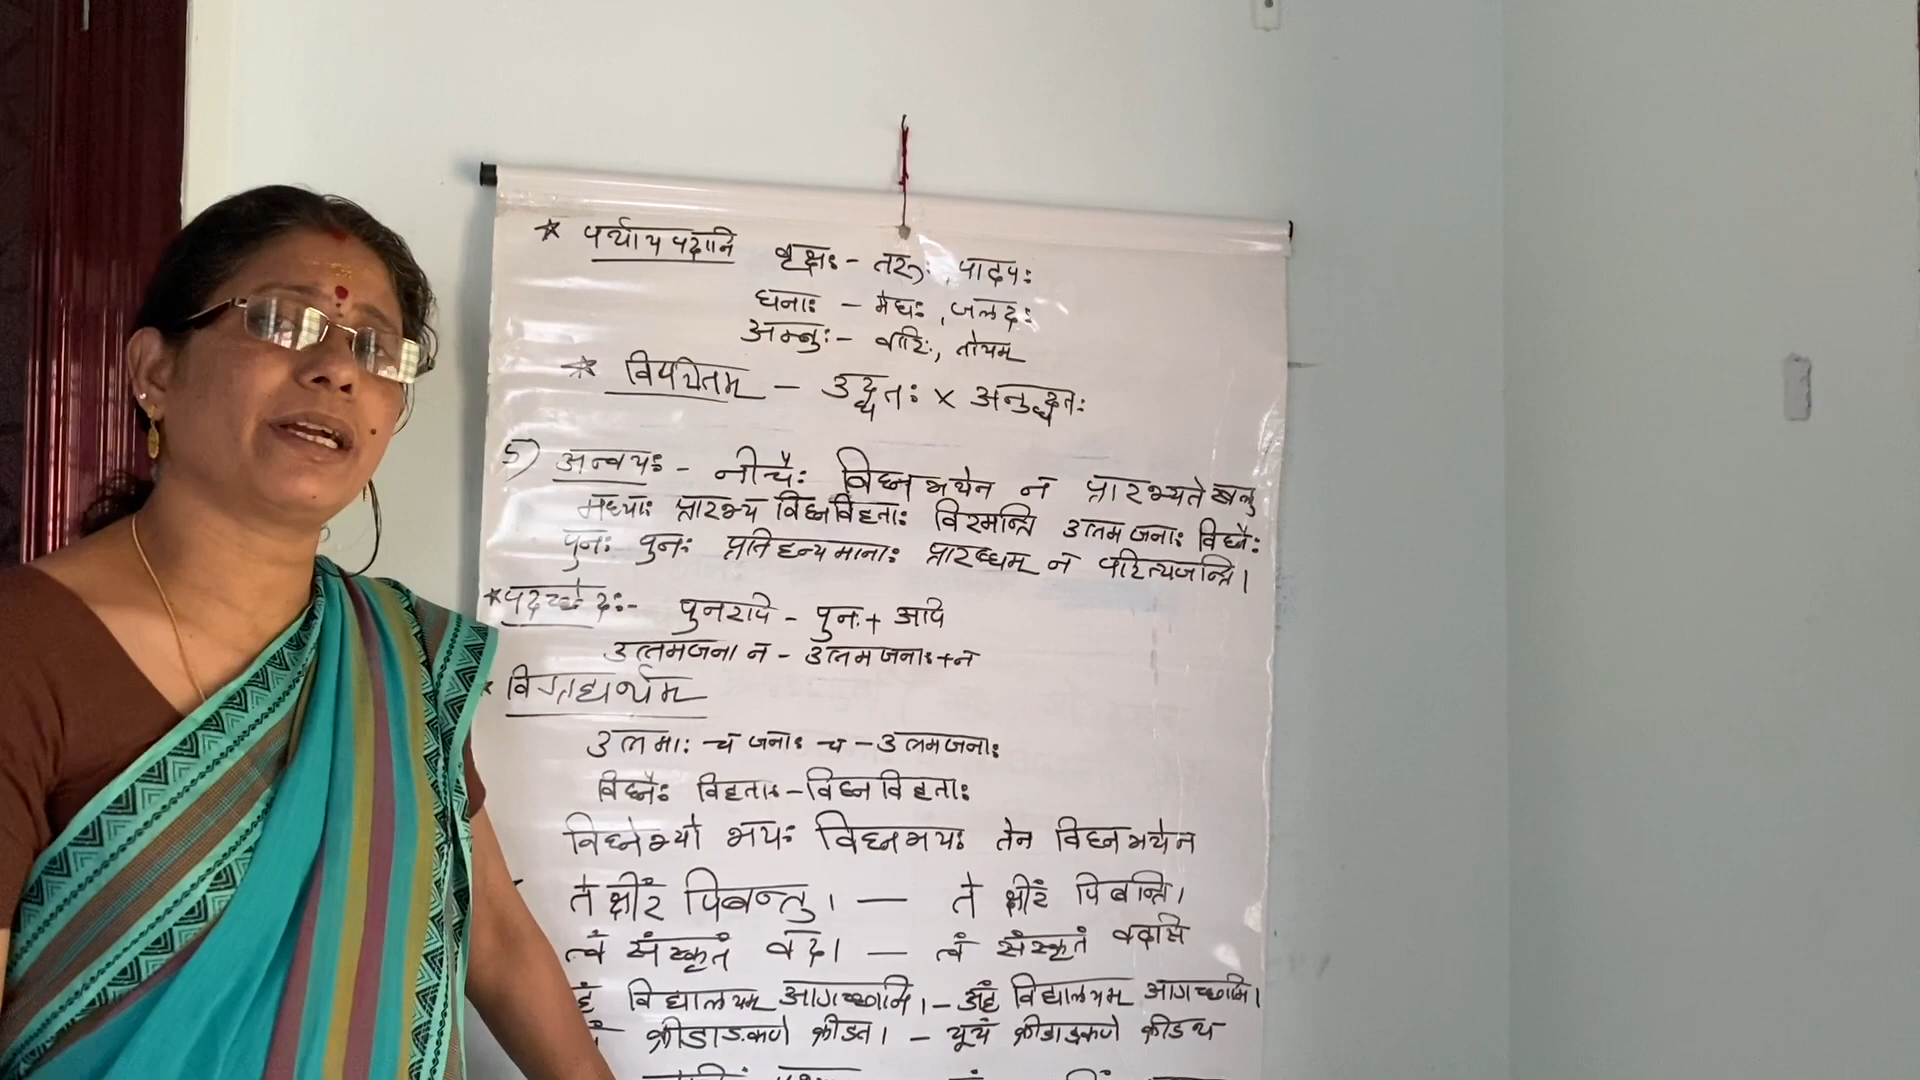 * पर्यायपदानि वृक्षः - तरुः, पादपः
घनाः - मेघः, जलदः
अम्बुः - वारिः, तोयम्
* विपरीतम् - उद्धतः × अनुद्धतः
5) अन्वयः - नीचैः विघ्नभयेन न प्रारभ्यते खलु
मध्याः प्रारभ्य विघ्नविहताः विरमन्ति उत्तमजनाः विघ्नैः
पुनः पुनः प्रतिहन्यमानाः प्रारब्धम् न परित्यजन्ति।
* पदच्छेदः - पुनरपि - पुनः + अपि
उत्तमजना न - उत्तमजनाः + न
* विग्रहार्थम्
उत्तमाः च जनाः च - उत्तमजनाः
विघ्नैः विहताः - विघ्नविहताः
विघ्नेभ्यो भयः विघ्नभयः तेन विघ्नभयेन
ते क्षीरं पिबन्तु। — ते क्षीरं पिबन्ति।
त्वं संस्कृतं वद। — त्वं संस्कृतं वदसि
हं विद्यालयम् आगच्छानि। - अहं विद्यालयम् आगच्छामि।
क्रीडाङ्कणे क्रीडत। - यूयं क्रीडाङ्कणे क्रीडथ